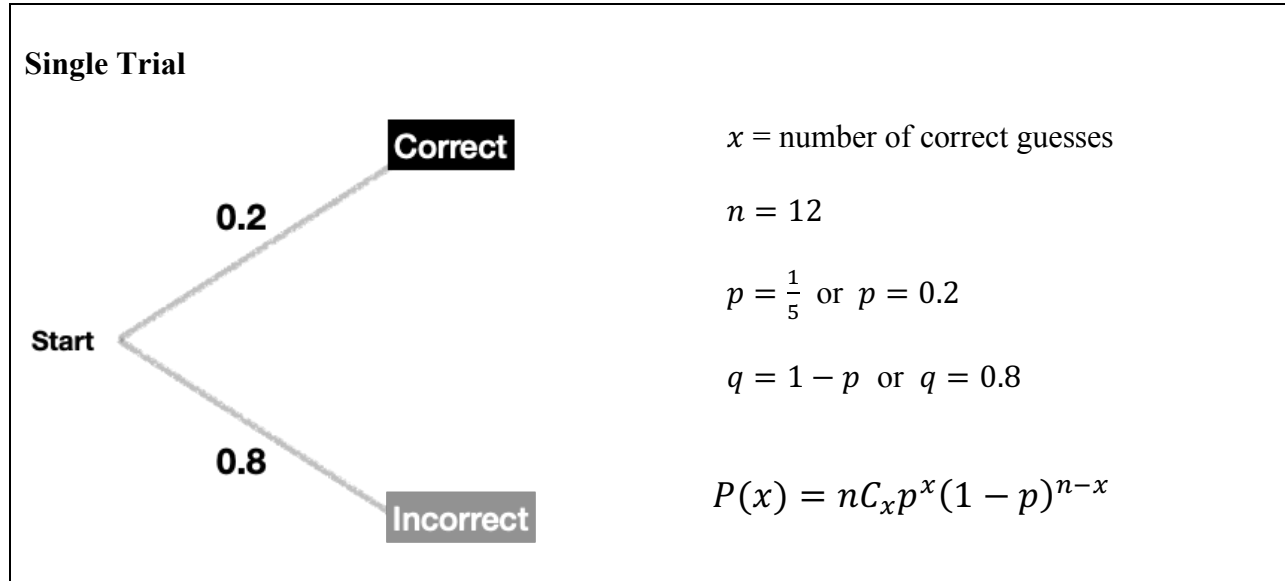 Single Trial
Correct
x = number of correct guesses
0.2
n = 12
p = 1/5 or p = 0.2
Start
q = 1 − p or q = 0.8
0.8
P(x) = nCₓpˣ(1 − p)ⁿ⁻ˣ
Incorrect